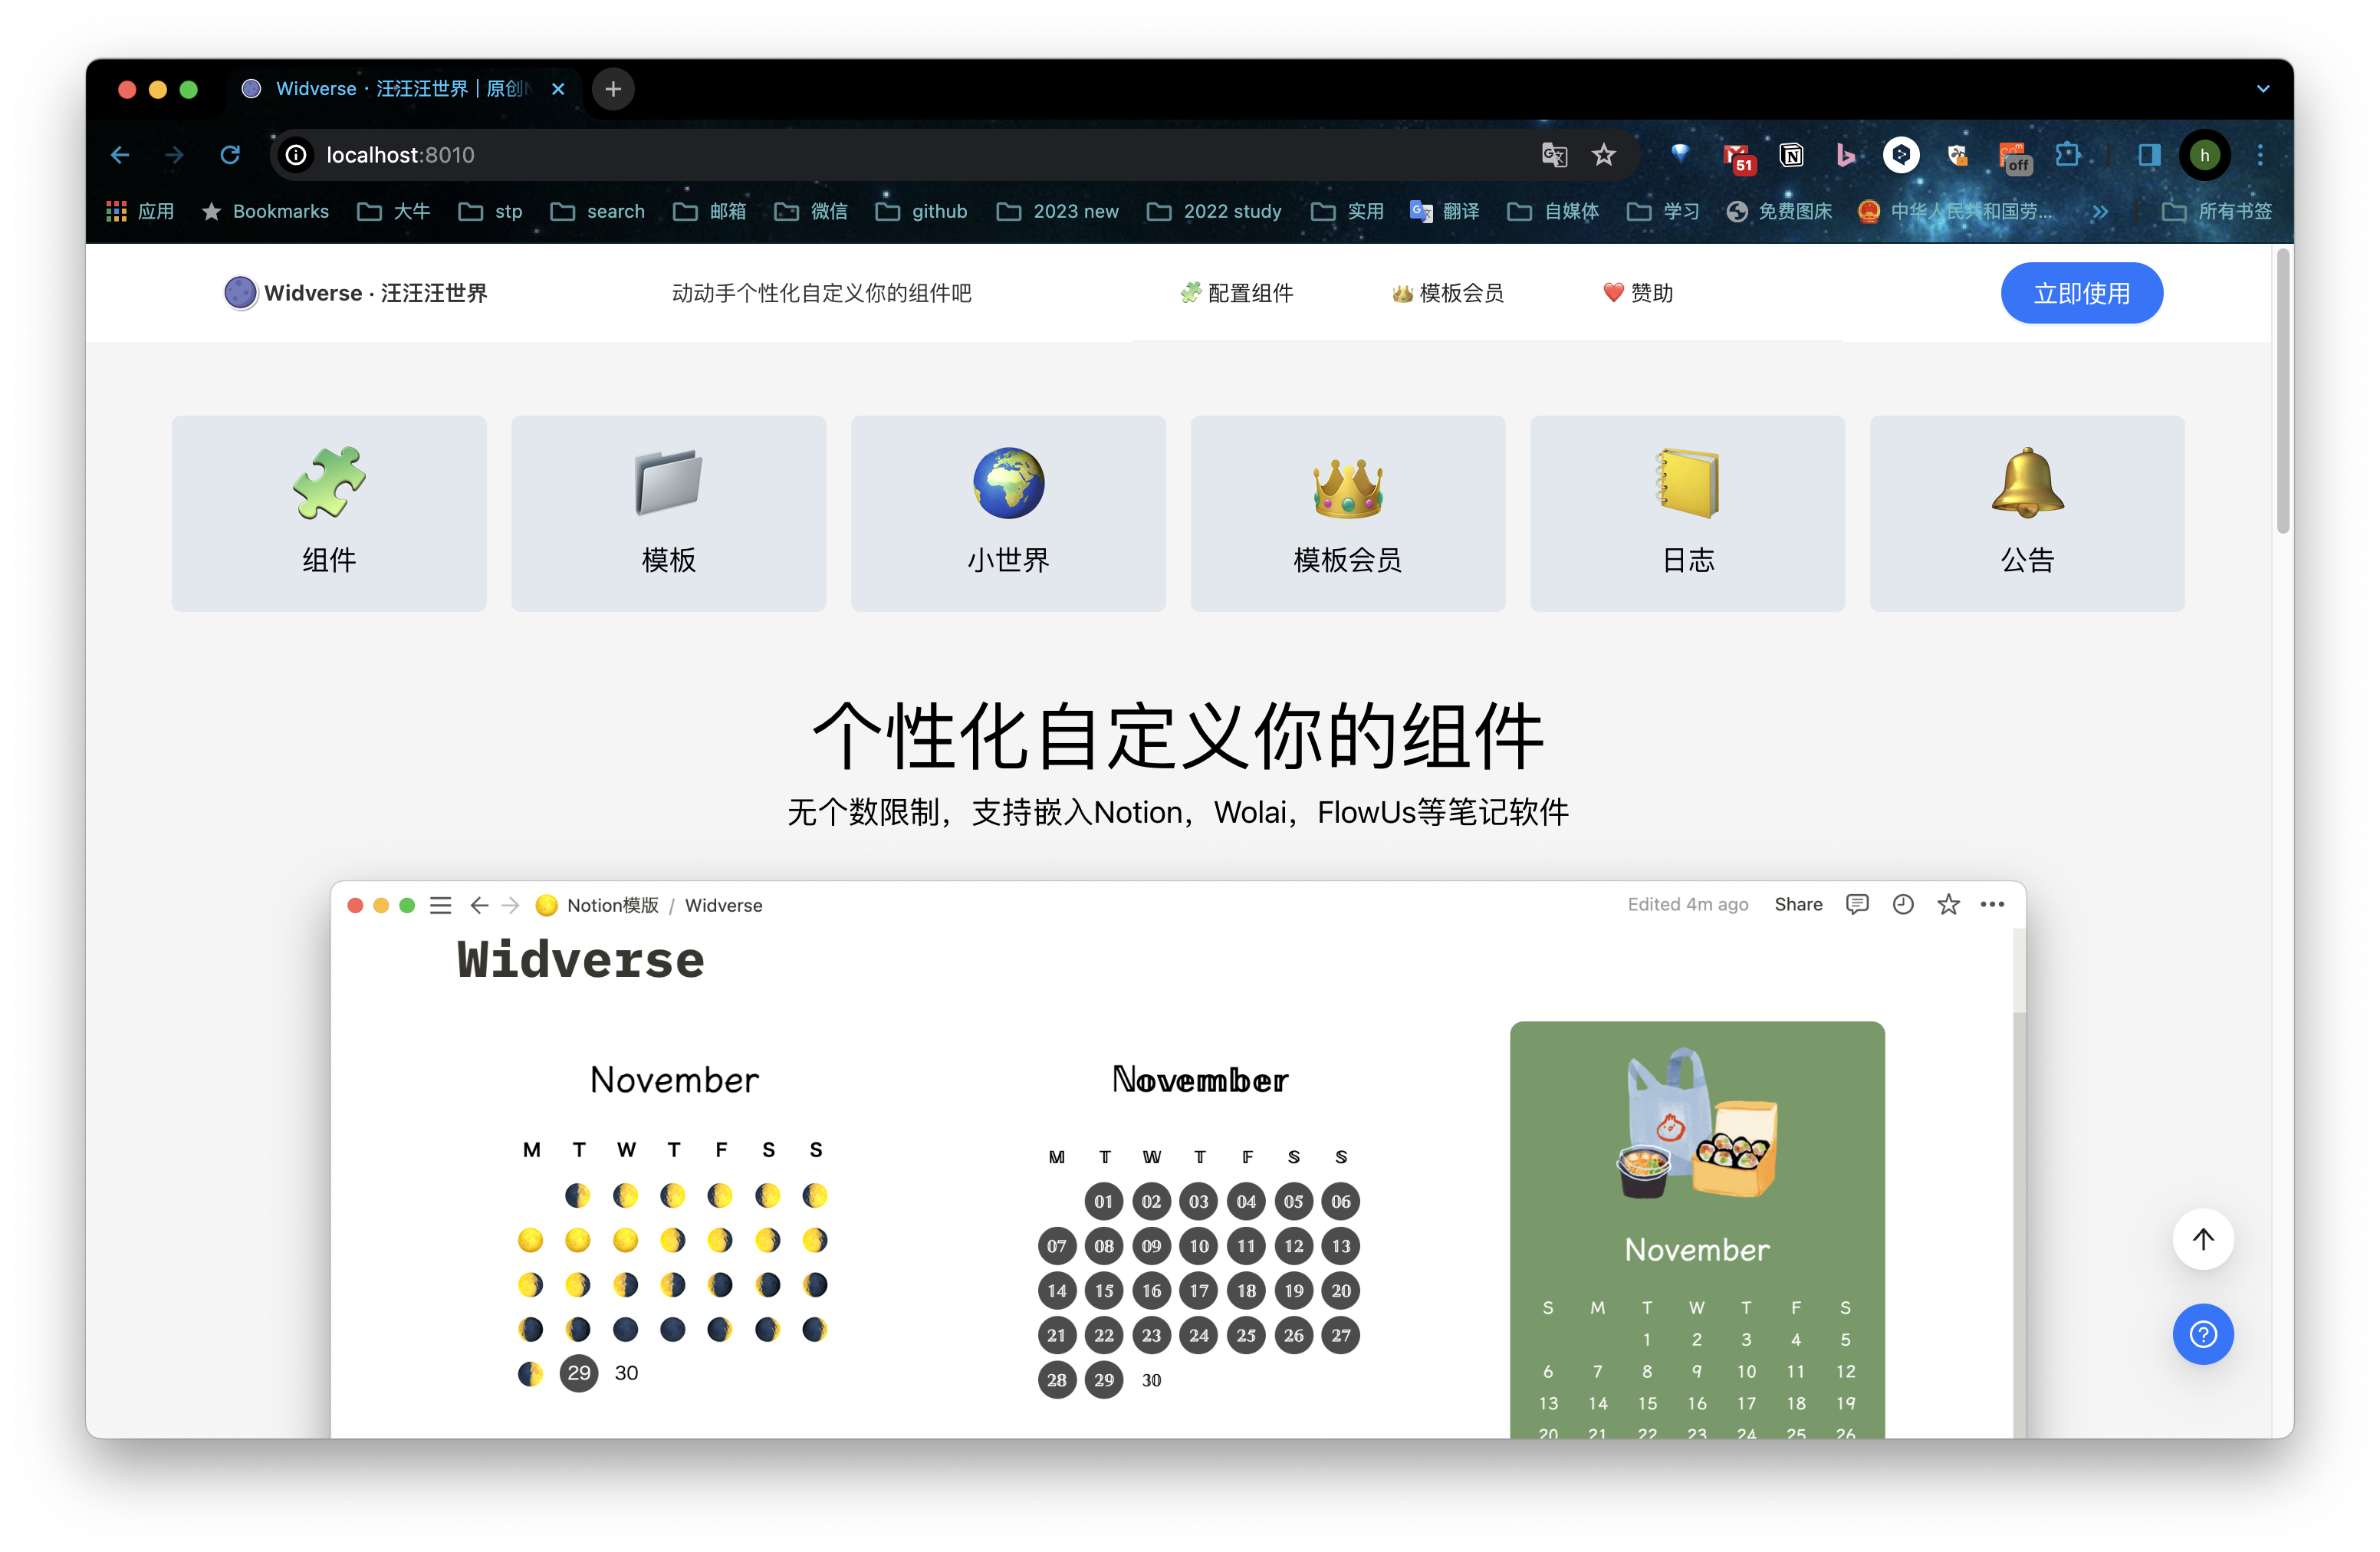 Widverse · 汪汪汪世界 | 原创
localhost:8010
51
off
h
应用 Bookmarks 大牛 stp search 邮箱 微信 github 2023 new 2022 study 实用 翻译 自媒体 学习 免费图床 中华人民共和国劳... 所有书签
Widverse · 汪汪汪世界 动动手个性化自定义你的组件吧 配置组件 模板会员 赞助 立即使用
组件 模板 小世界 模板会员 日志 公告
个性化自定义你的组件
无个数限制，支持嵌入Notion，Wolai，FlowUs等笔记软件
Notion模版 / Widverse Edited 4m ago Share
Widverse
November
M T W T F S S
29 30
November
M T W T F S S
01 02 03 04 05 06
07 08 09 10 11 12 13
14 15 16 17 18 19 20
21 22 23 24 25 26 27
28 29 30
November
S M T W T F S
1 2 3 4 5
6 7 8 9 10 11 12
13 14 15 16 17 18 19
20 21 22 23 24 25 26